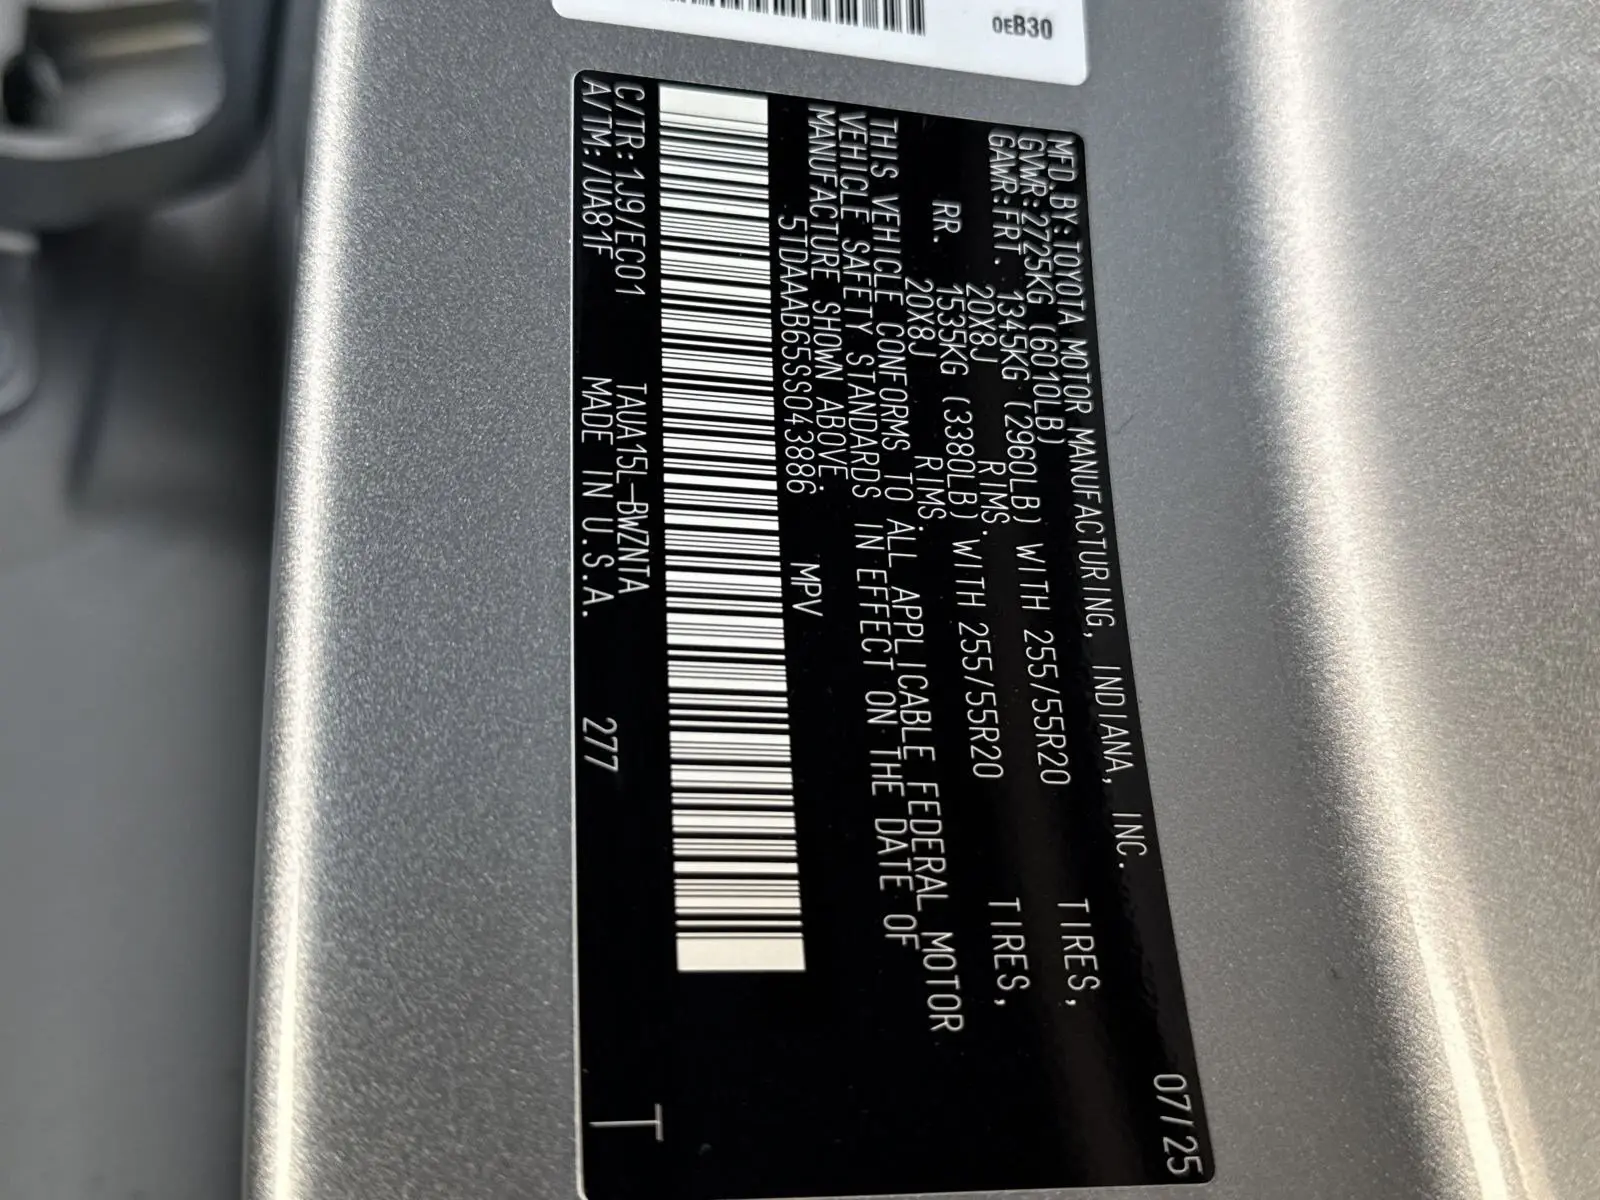 0EB30
MFD.BY:TOYOTA MOTOR MANUFACTURING, INDIANA, INC. 07/25
GVWR:2725KG (6010LB)
GAWR:FRT. 1345KG (2960LB) WITH 255/55R20 TIRES,
20X8J RIMS.
RR. 1535KG (3380LB) WITH 255/55R20 TIRES,
20X8J RIMS.
THIS VEHICLE CONFORMS TO ALL APPLICABLE FEDERAL MOTOR
VEHICLE SAFETY STANDARDS IN EFFECT ON THE DATE OF
MANUFACTURE SHOWN ABOVE.
5TDAAAB65SS043886 MPV
C/TR:1J9/EC01 TAUA15L-BWZNTA T
A/TM:/UA81F MADE IN U.S.A. 277